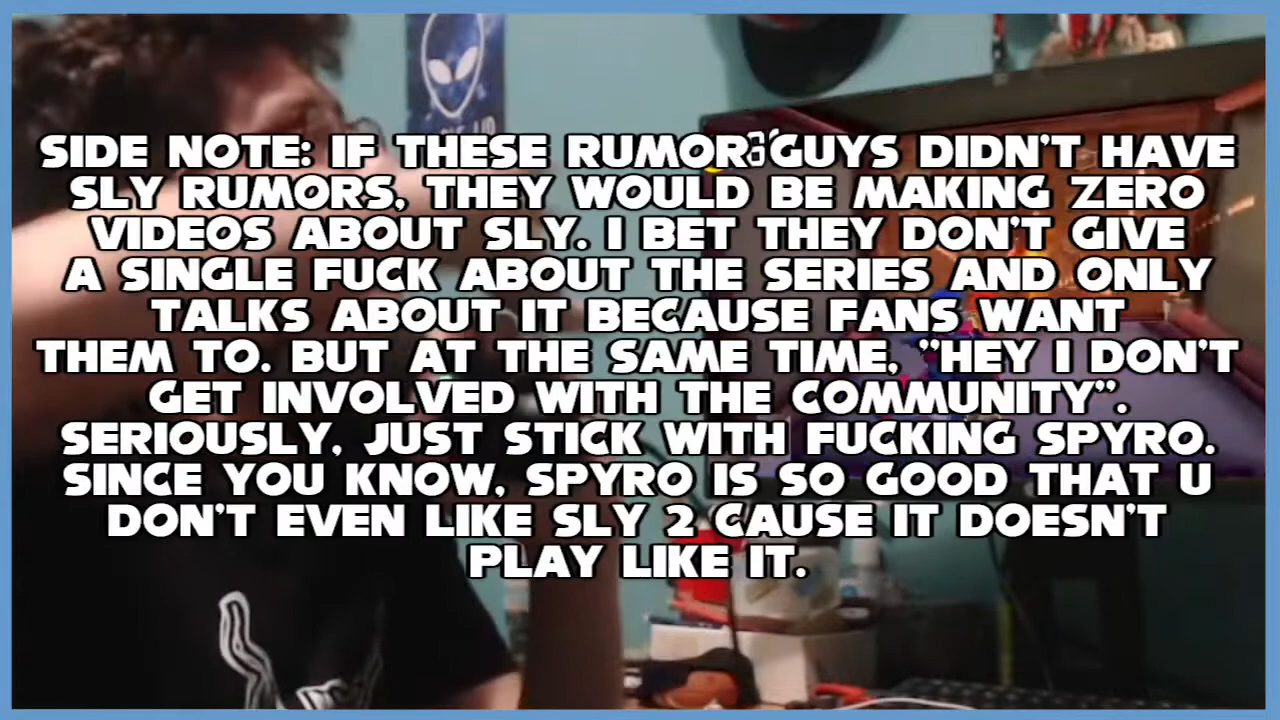 SIDE NOTE: IF THESE RUMOR GUYS DIDN'T HAVE
SLY RUMORS, THEY WOULD BE MAKING ZERO
VIDEOS ABOUT SLY. I BET THEY DON'T GIVE
A SINGLE FUCK ABOUT THE SERIES AND ONLY
TALKS ABOUT IT BECAUSE FANS WANT
THEM TO. BUT AT THE SAME TIME, "HEY I DON'T
GET INVOLVED WITH THE COMMUNITY".
SERIOUSLY, JUST STICK WITH FUCKING SPYRO.
SINCE YOU KNOW, SPYRO IS SO GOOD THAT U
DON'T EVEN LIKE SLY 2 CAUSE IT DOESN'T
PLAY LIKE IT.